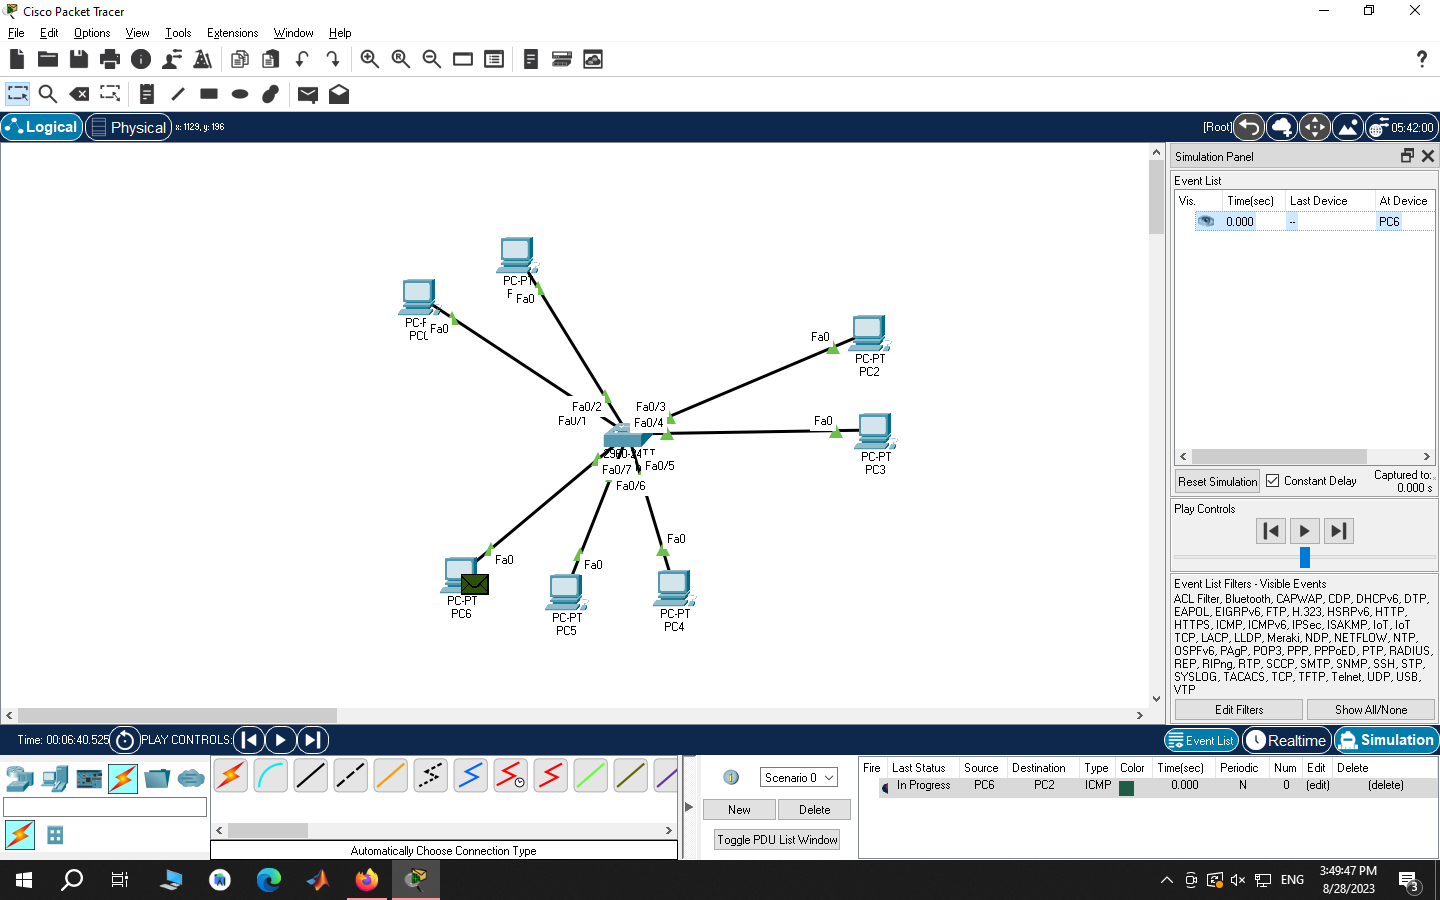 Cisco Packet Tracer
File Edit Options View Tools Extensions Window Help
Logical Physical x: 1129, y: 196 [Root] 05:42:00
Simulation Panel
Event List
Vis. Time(sec) Last Device At Device
0.000 -- PC6
PC-PT
Fa0
PC-F
Fa0
Fa0
PC-PT
PC2
Fa0/2 Fa0/3
Fa0/1 Fa0/4
Fa0
PC-PT
PC3
Fa0/5
Fa0/7
Fa0/6
Fa0
Fa0
Fa0
PC-PT
PC6
PC-PT
PC5
PC-PT
PC4
Reset Simulation Constant Delay Captured to:
0.000 s
Play Controls
Event List Filters - Visible Events
ACL Filter, Bluetooth, CAPWAP, CDP, DHCPv6, DTP,
EAPOL, EIGRPv6, FTP, H.323, HSRPv6, HTTP,
HTTPS, ICMP, ICMPv6, IPSec, ISAKMP, IoT, IoT
TCP, LACP, LLDP, Meraki, NDP, NETFLOW, NTP,
OSPFv6, PAgP, POP3, PPP, PPPoED, PTP, RADIUS,
REP, RIPng, RTP, SCCP, SMTP, SNMP, SSH, STP,
SYSLOG, TACACS, TCP, TFTP, Telnet, UDP, USB,
VTP
Edit Filters Show All/None
Time: 00:06:40.525 PLAY CONTROLS: Event List Realtime Simulation
Scenario 0
New Delete
Toggle PDU List Window
Fire Last Status Source Destination Type Color Time(sec) Periodic Num Edit Delete
In Progress PC6 PC2 ICMP 0.000 N 0 (edit) (delete)
Automatically Choose Connection Type
ENG
3:49:47 PM
8/28/2023
3